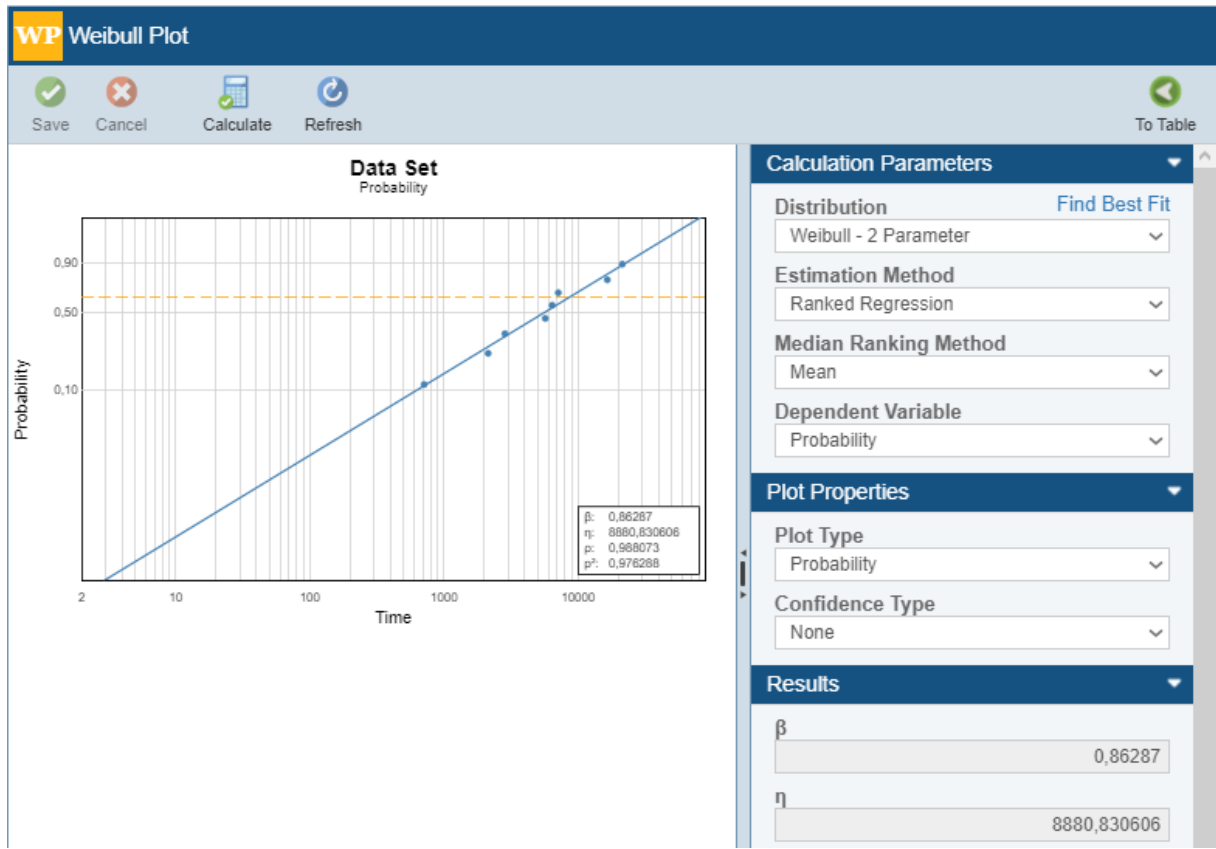 WP Weibull Plot
Save Cancel Calculate Refresh To Table
Data Set
Probability
0,90
0,50
0,10
Probability
β: 0,86287
η: 8880,830606
p: 0,988073
p²: 0,976288
2 10 100 1000 10000
Time
Calculation Parameters
Distribution Find Best Fit
Weibull - 2 Parameter
Estimation Method
Ranked Regression
Median Ranking Method
Mean
Dependent Variable
Probability
Plot Properties
Plot Type
Probability
Confidence Type
None
Results
β
0,86287
η
8880,830606